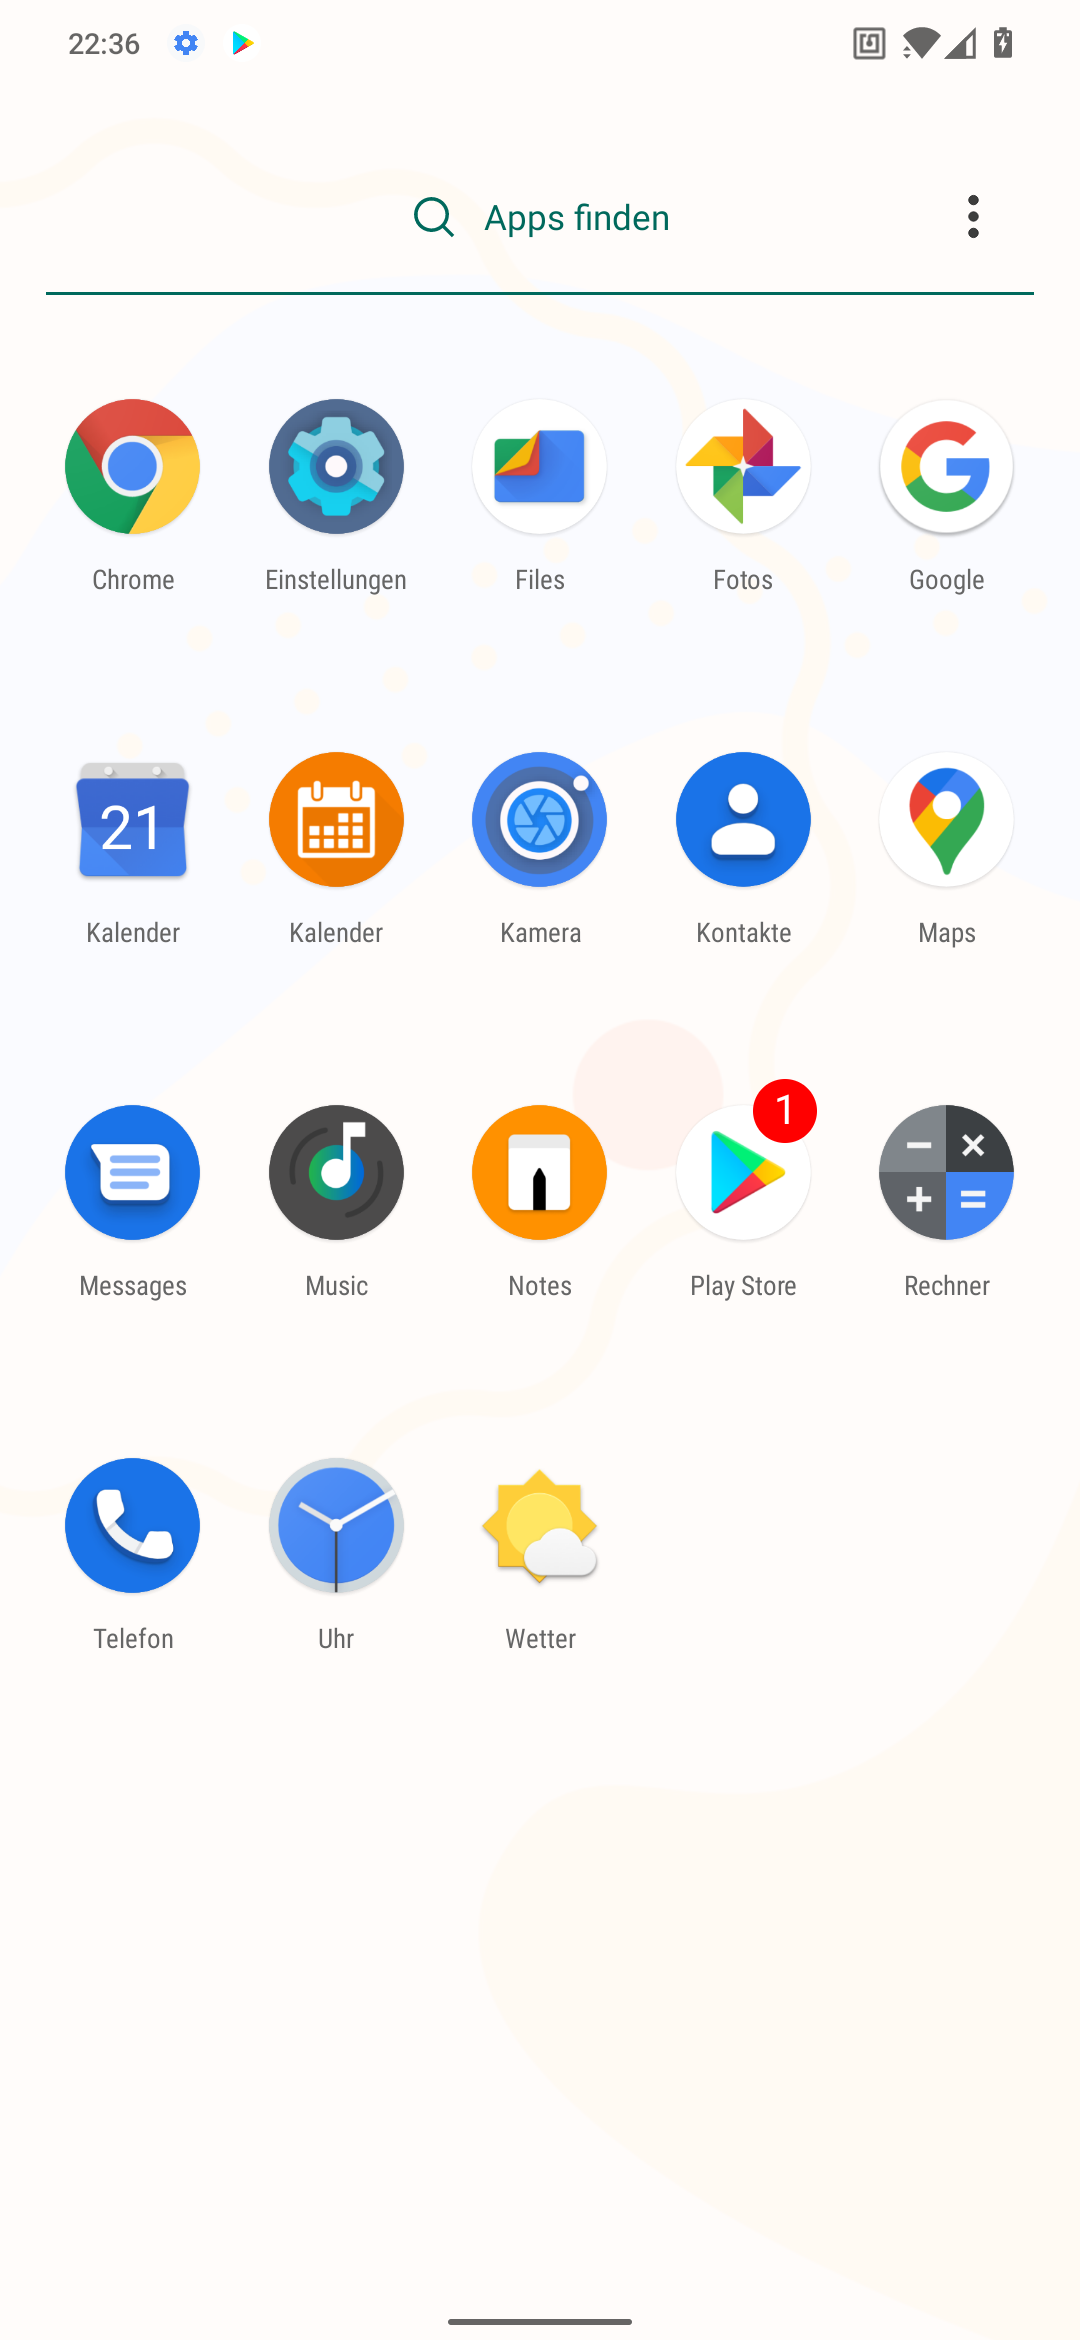 22:36
Apps finden
Chrome Einstellungen Files Fotos Google
21
Kalender Kalender Kamera Kontakte Maps
1
Messages Music Notes Play Store Rechner
Telefon Uhr Wetter